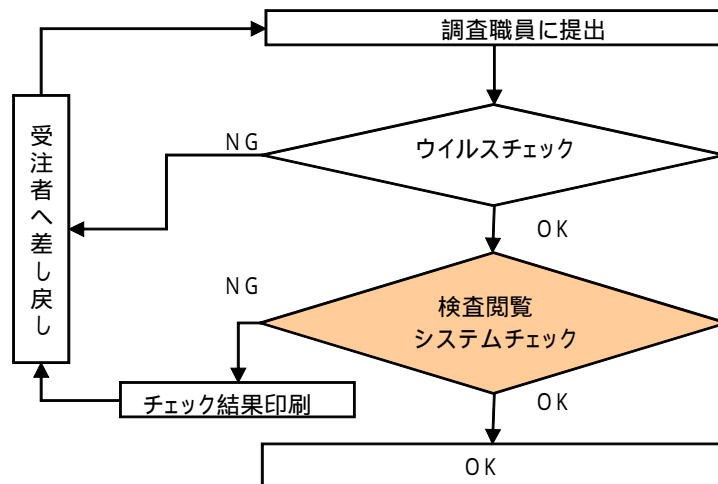 調査職員に提出
ウイルスチェック
NG
OK
受注者へ差し戻し
検査閲覧
システムチェック
NG
OK
チェック結果印刷
OK